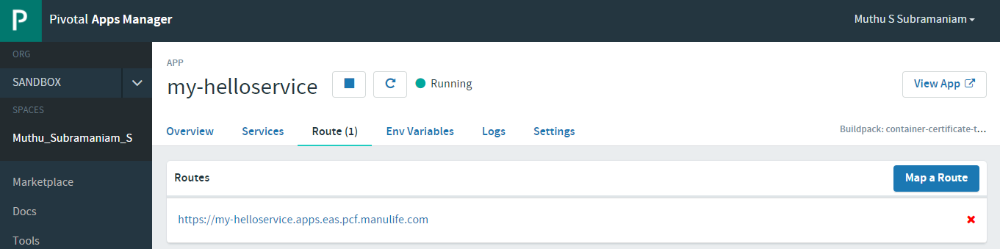 P Pivotal Apps Manager Muthu S Subramaniam
ORG
SANDBOX
SPACES
Muthu_Subramaniam_S
Marketplace
Docs
Tools
APP
my-helloservice Running View App
Overview Services Route (1) Env Variables Logs Settings Buildpack: container-certificate-t...
Routes Map a Route
https://my-helloservice.apps.eas.pcf.manulife.com